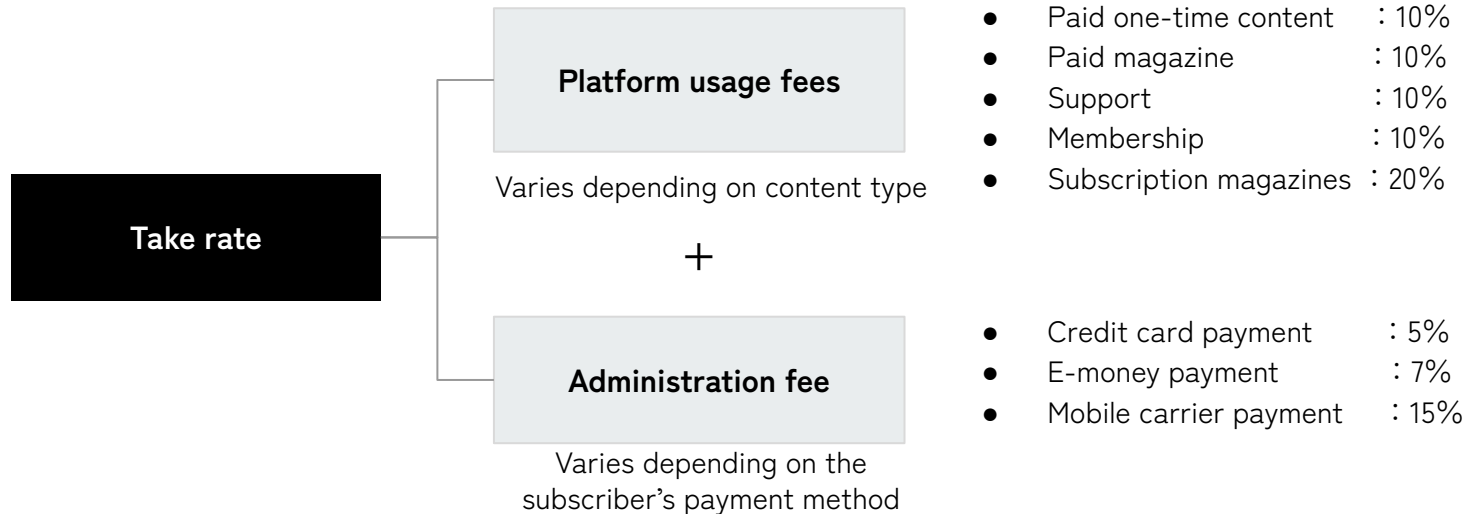 Take rate
Platform usage fees
Varies depending on content type
+
Administration fee
Varies depending on the
subscriber's payment method
● Paid one-time content : 10%
● Paid magazine : 10%
● Support : 10%
● Membership : 10%
● Subscription magazines : 20%
● Credit card payment : 5%
● E-money payment : 7%
● Mobile carrier payment : 15%